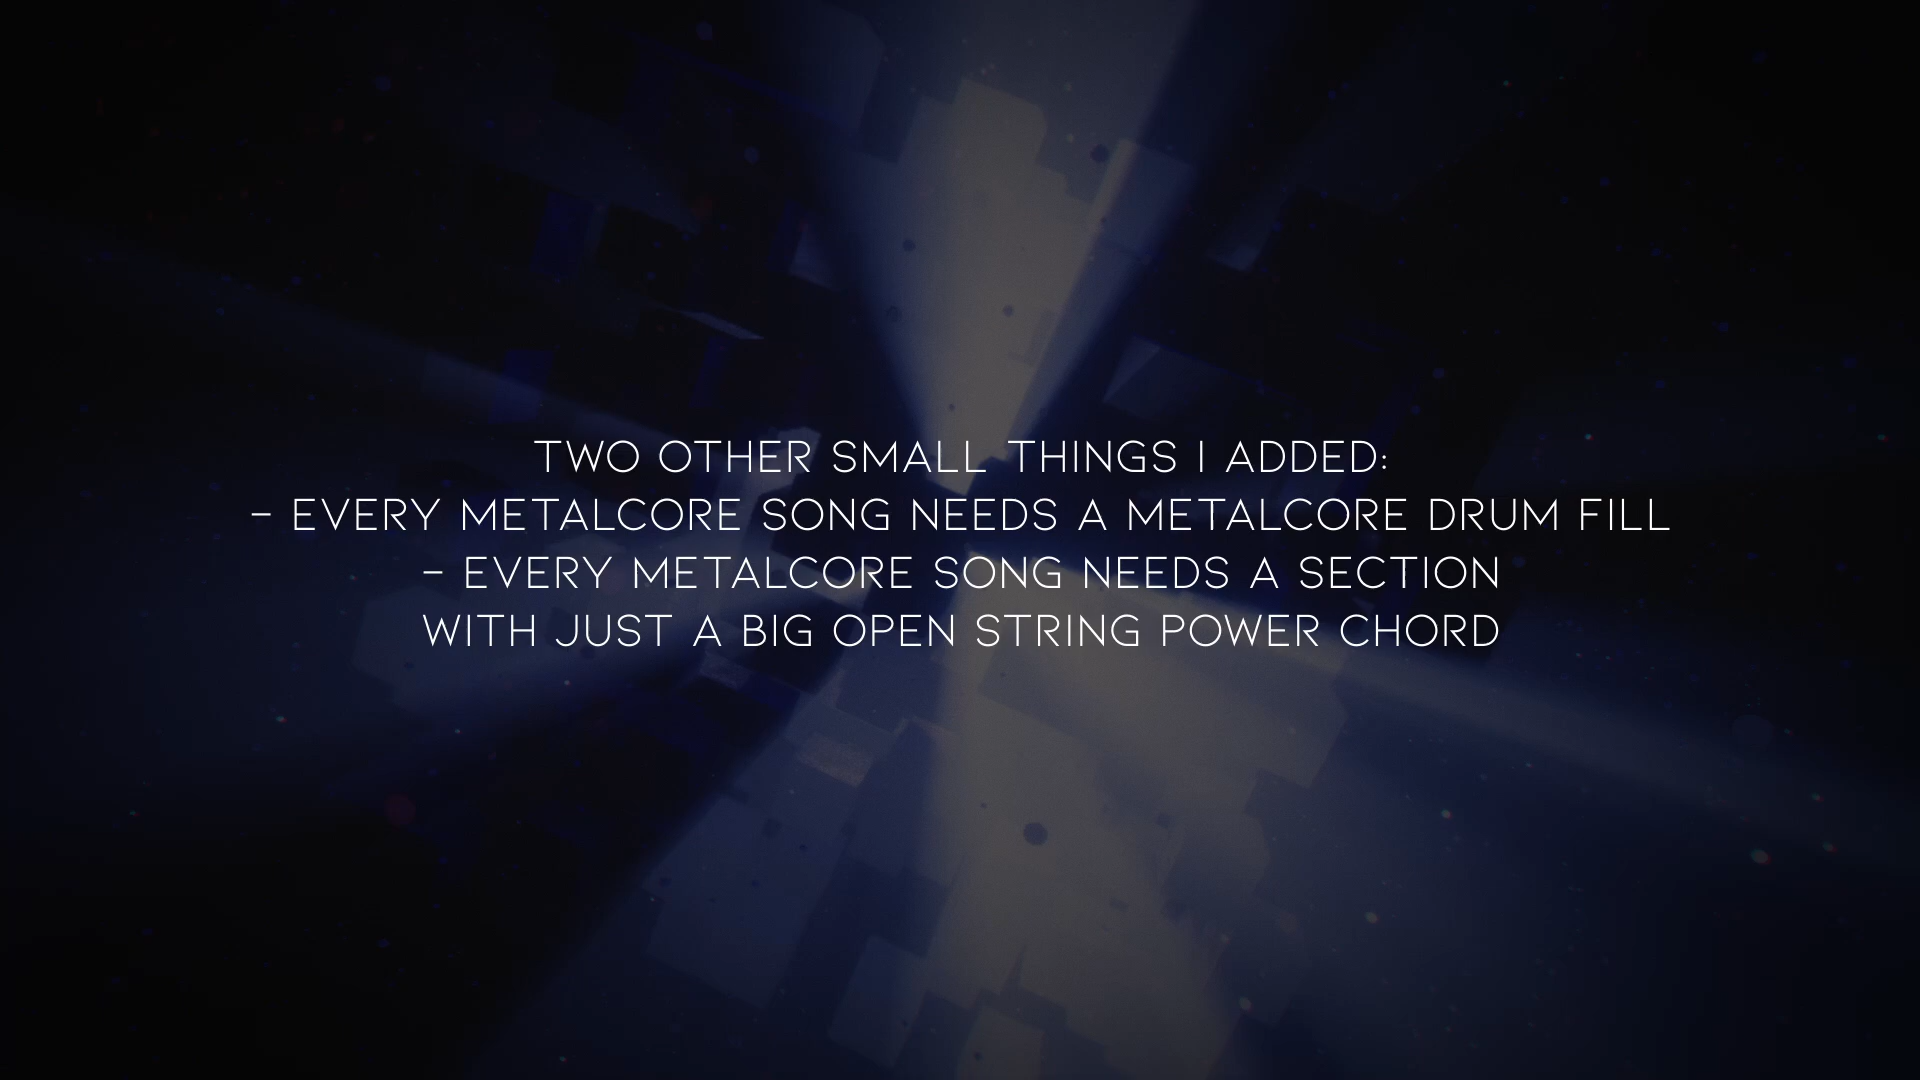 TWO OTHER SMALL THINGS I ADDED:
- EVERY METALCORE SONG NEEDS A METALCORE DRUM FILL
- EVERY METALCORE SONG NEEDS A SECTION
WITH JUST A BIG OPEN STRING POWER CHORD